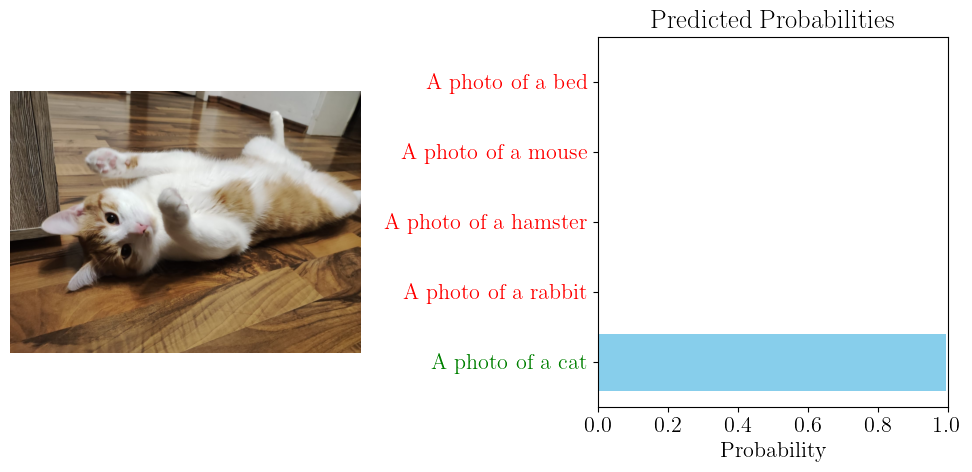 Predicted Probabilities
A photo of a bed
A photo of a mouse
A photo of a hamster
A photo of a rabbit
A photo of a cat
0.0 0.2 0.4 0.6 0.8 1.0
Probability